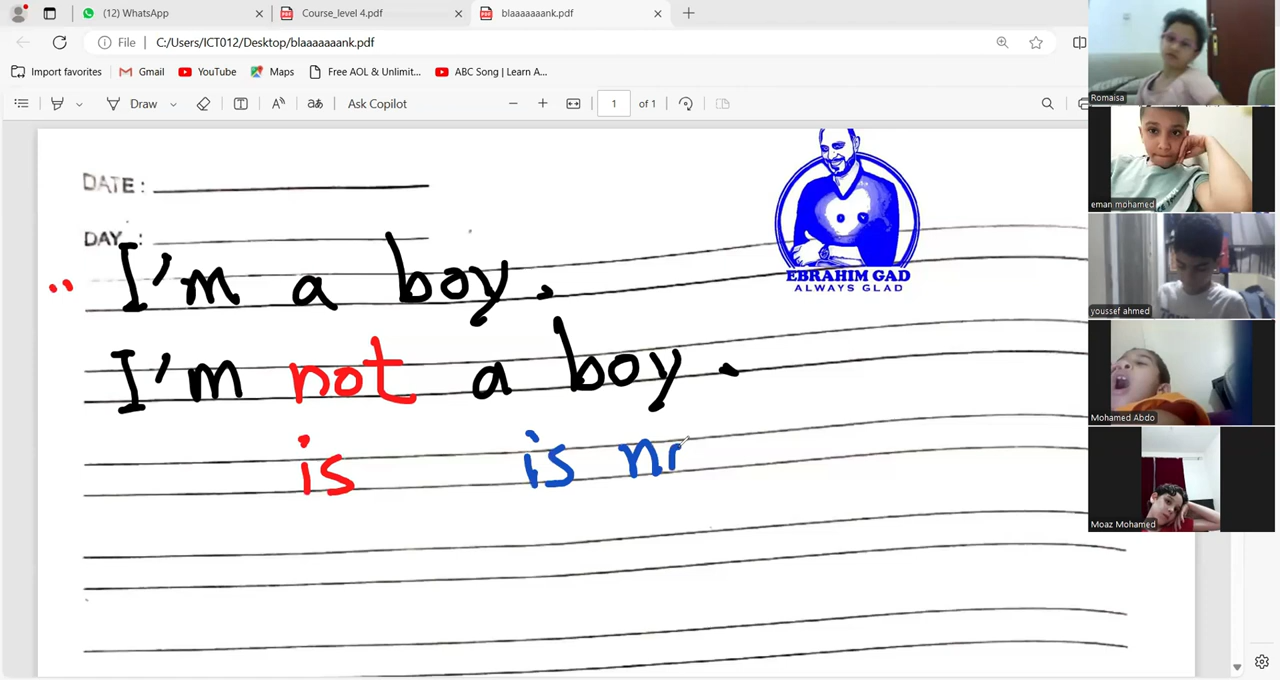 (12) WhatsApp
Course_level 4.pdf
blaaaaaaank.pdf
File
C:/Users/ICT012/Desktop/blaaaaaaank.pdf
Import favorites
Gmail
YouTube
Maps
Free AOL & Unlimit...
ABC Song | Learn A...
Draw
Ask Copilot
1 of 1
DATE:
DAY :
EBRAHIM GAD
ALWAYS GLAD
I'm a boy.
I'm not a boy.
is is
Romaisa
eman mohamed
youssef ahmed
Mohamed Abdo
Moaz Mohamed